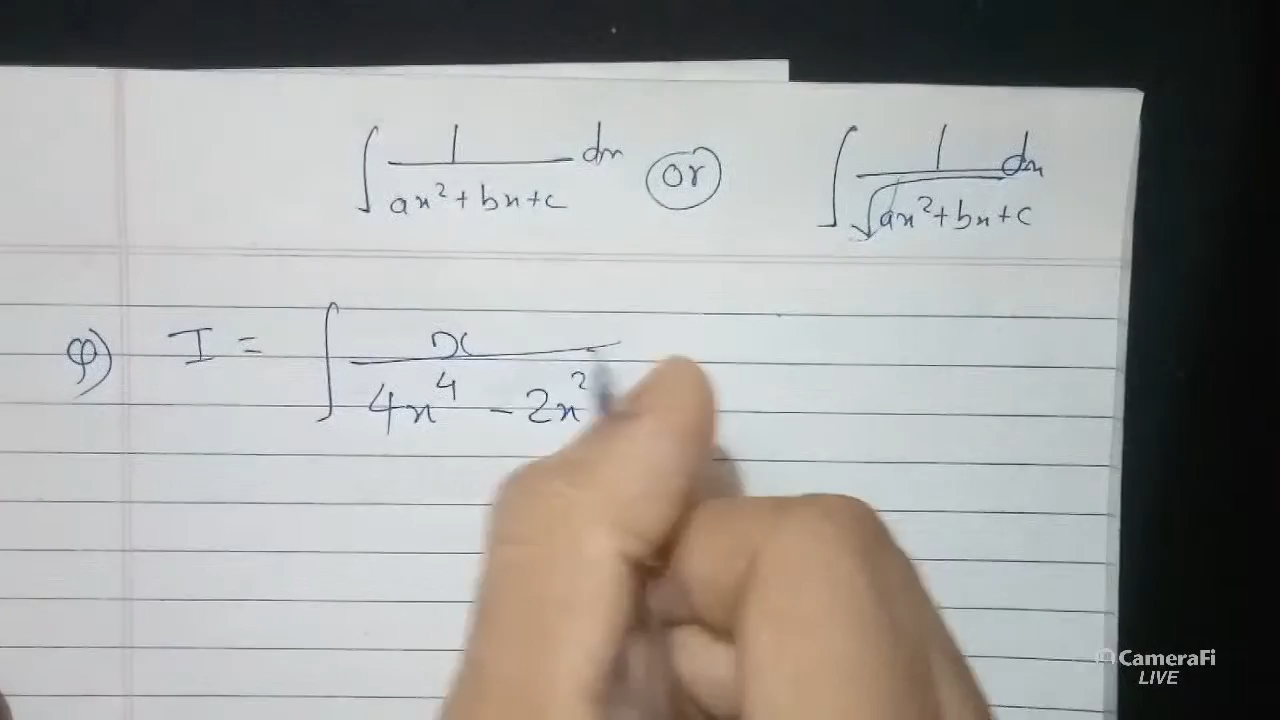 ∫ 1/(ax²+bx+c) dx or ∫ 1/√(ax²+bx+c) dx
φ) I = ∫ x/(4x⁴ - 2x²
CameraFi
LIVE